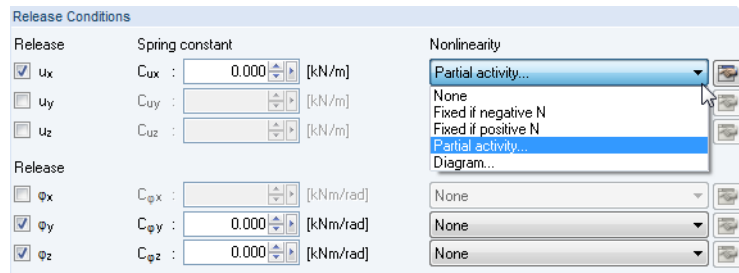 Release Conditions
Release Spring constant Nonlinearity
ux Cux : 0.000 [kN/m] Partial activity...
uy Cuy : [kN/m] None
Fixed if negative N
uz Cuz : [kN/m] Fixed if positive N
Partial activity...
Diagram...
Release
φx Cφx : [kNm/rad] None
φy Cφy : 0.000 [kNm/rad] None
φz Cφz : 0.000 [kNm/rad] None